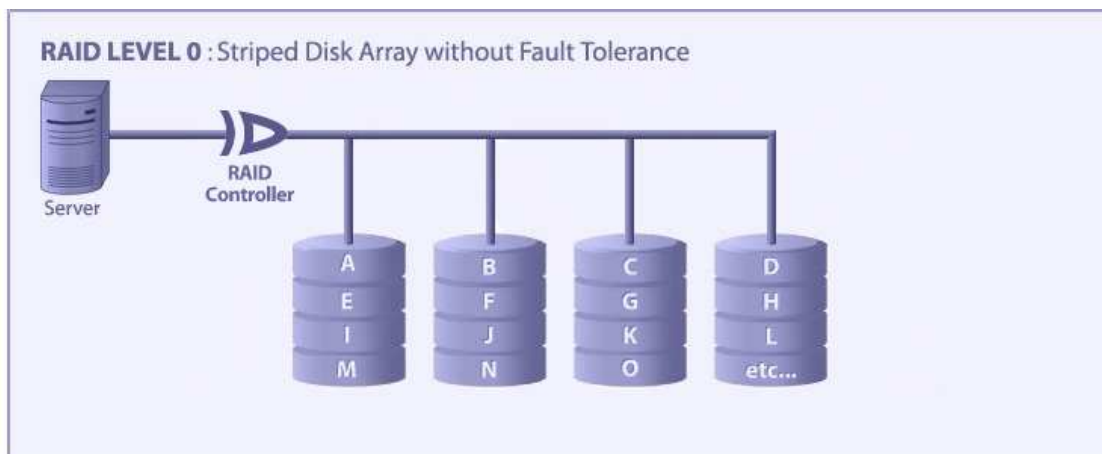 RAID LEVEL 0 : Striped Disk Array without Fault Tolerance
RAID
Controller
Server
A B C D
E F G H
I J K L
M N O etc...